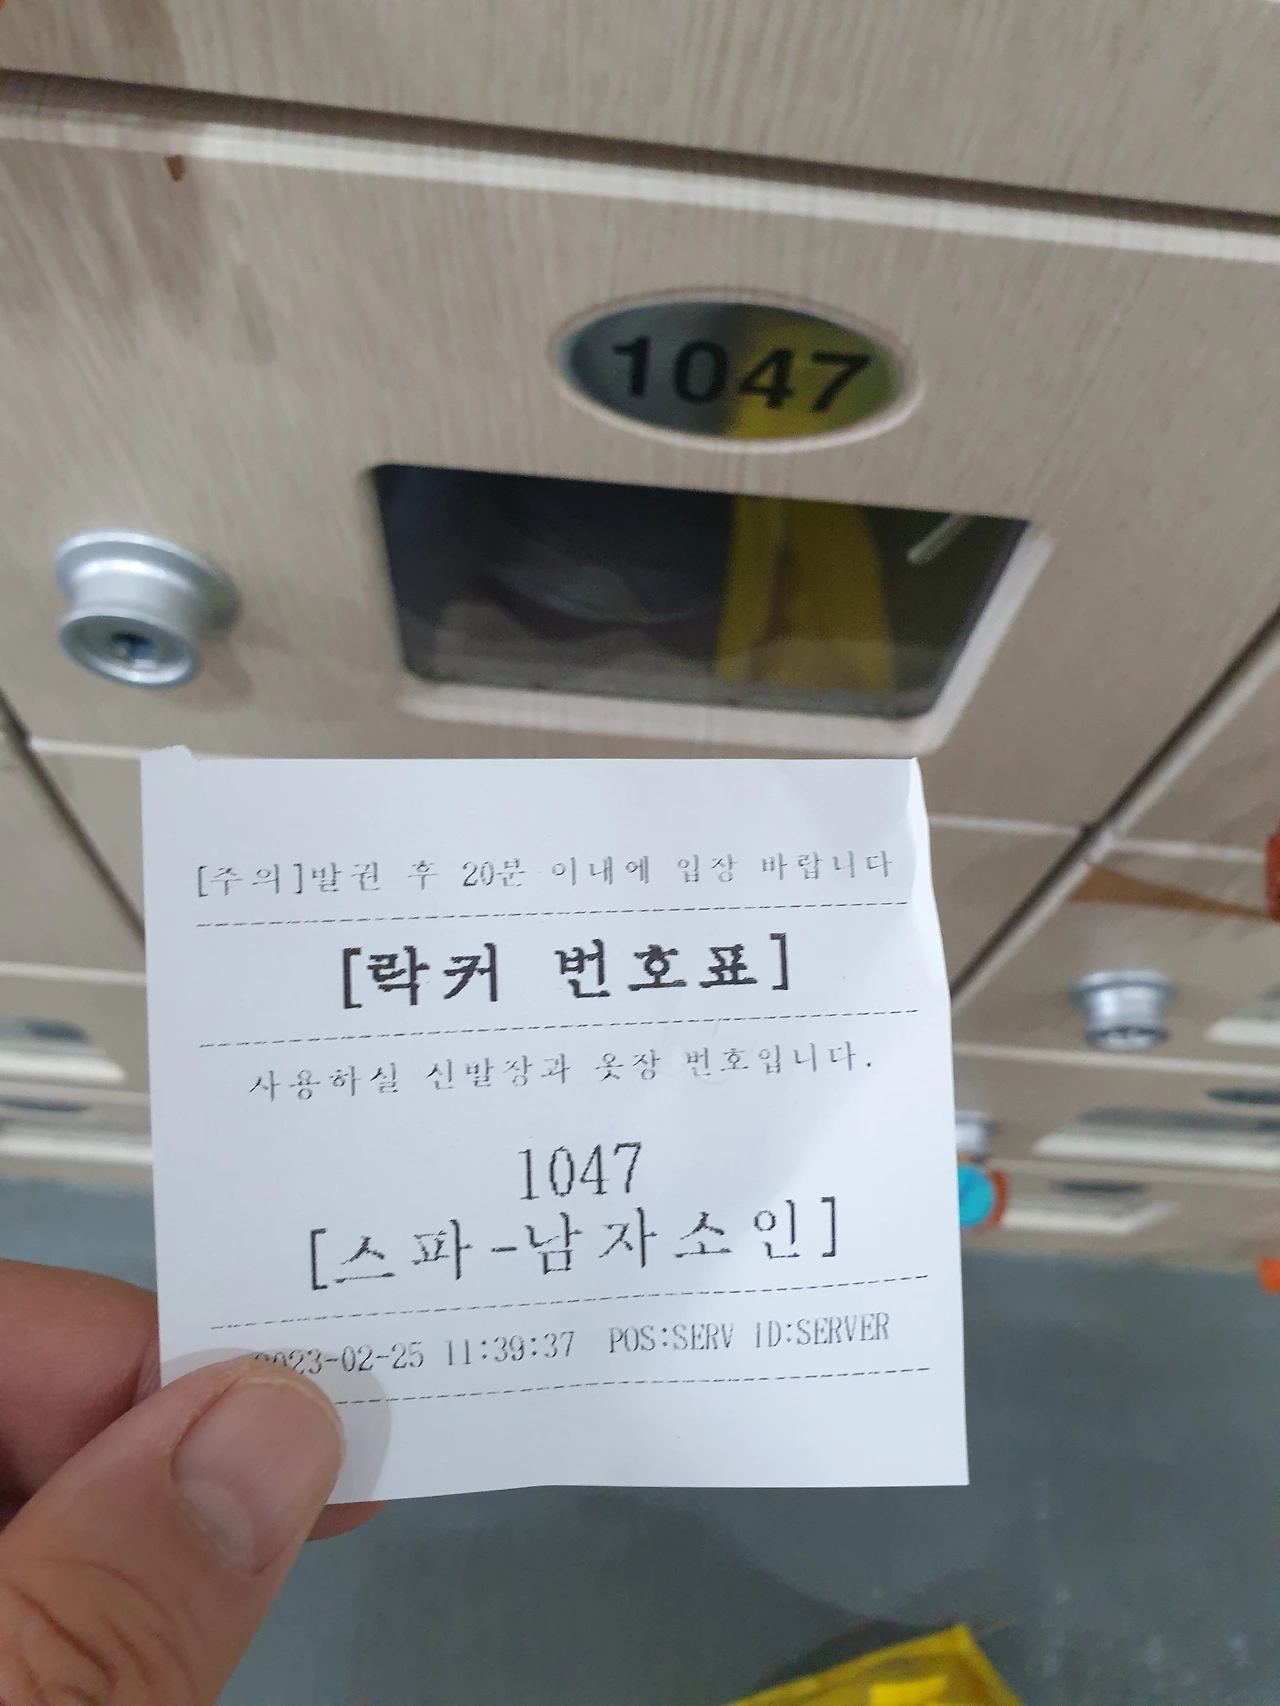 1047
[주의]발권 후 20분 이내에 입장 바랍니다
[락커 번호표]
사용하실 신발장과 옷장 번호입니다.
1047
[스파-남자소인]
2023-02-25 11:39:37 POS:SERV ID:SERVER